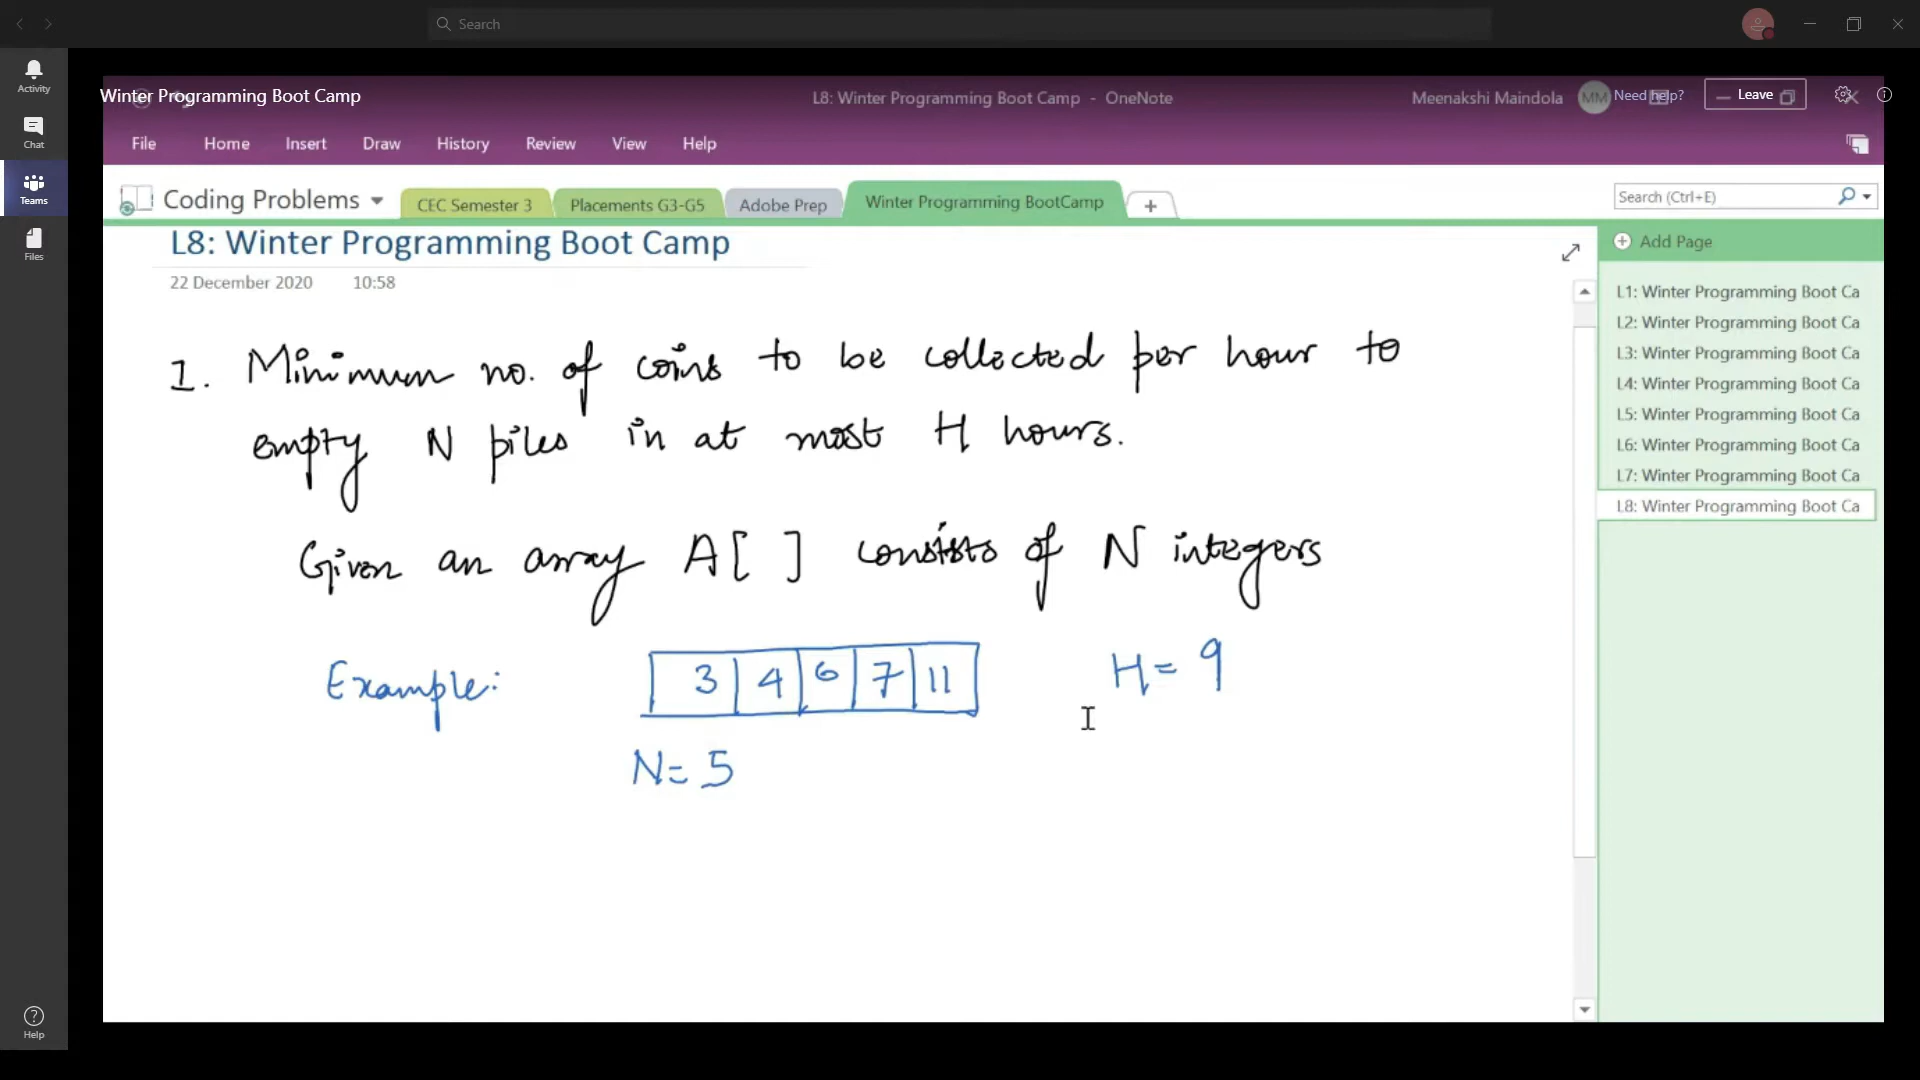 Search
Activity
Chat
Teams
Files
Help
Winter Programming Boot Camp
L8: Winter Programming Boot Camp - OneNote
Meenakshi Maindola
MM
Need help?
Leave
File Home Insert Draw History Review View Help
Coding Problems
CEC Semester 3
Placements G3-G5
Adobe Prep
Winter Programming BootCamp
+
Search (Ctrl+E)
L8: Winter Programming Boot Camp
22 December 2020 10:58
1. Minimum no. of coins to be collected per hour to
empty N piles in at most H hours.
Given an array A[ ] consists of N integers
Example: 3 4 6 7 11 H = 9
N = 5
Add Page
L1: Winter Programming Boot Ca
L2: Winter Programming Boot Ca
L3: Winter Programming Boot Ca
L4: Winter Programming Boot Ca
L5: Winter Programming Boot Ca
L6: Winter Programming Boot Ca
L7: Winter Programming Boot Ca
L8: Winter Programming Boot Ca